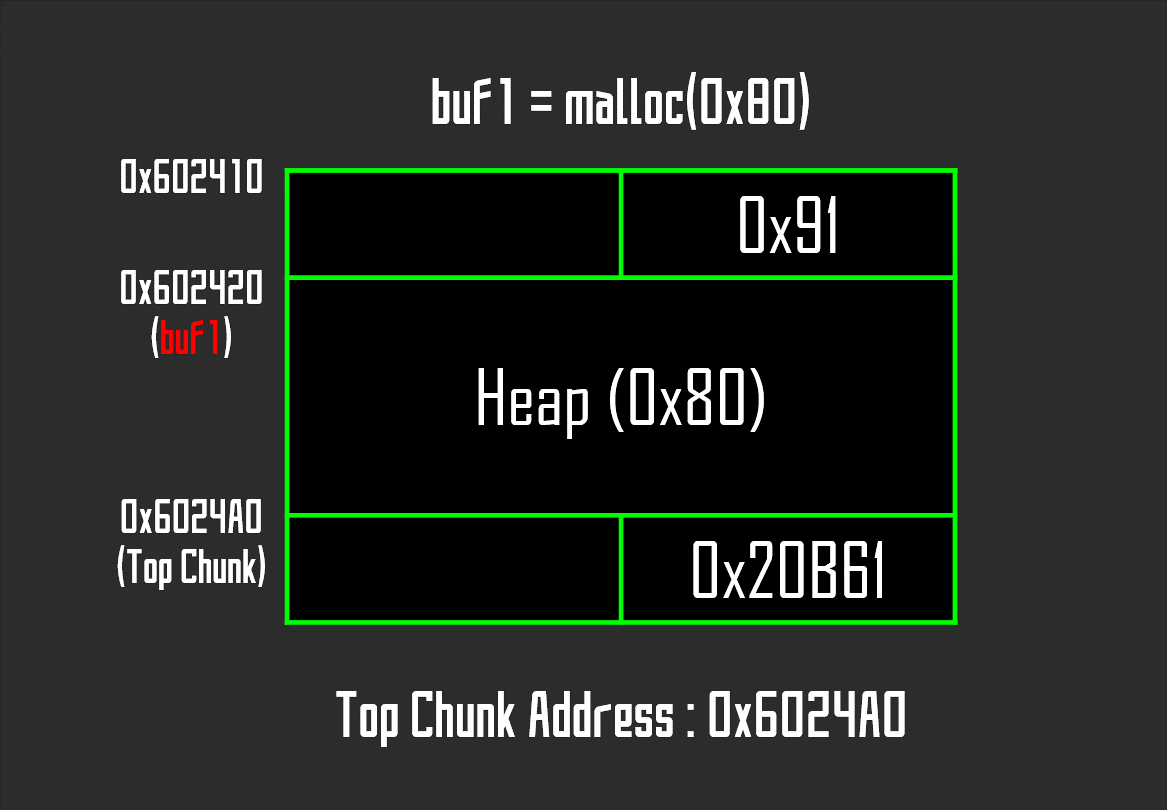 buf1 = malloc(0x80)
0x602410
0x91
0x602420
(buf1)
Heap (0x80)
0x6024A0
(Top Chunk)
0x20B61
Top Chunk Address : 0x6024A0